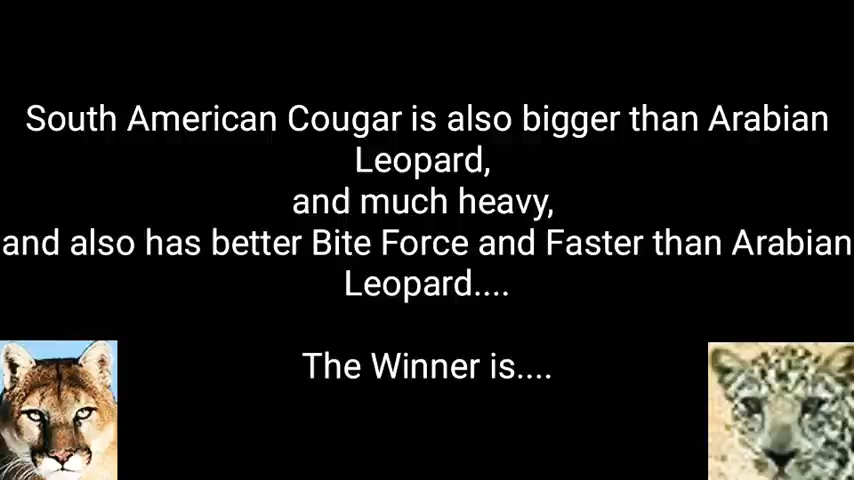 South American Cougar is also bigger than Arabian
Leopard,
and much heavy,
and also has better Bite Force and Faster than Arabian
Leopard....
The Winner is....